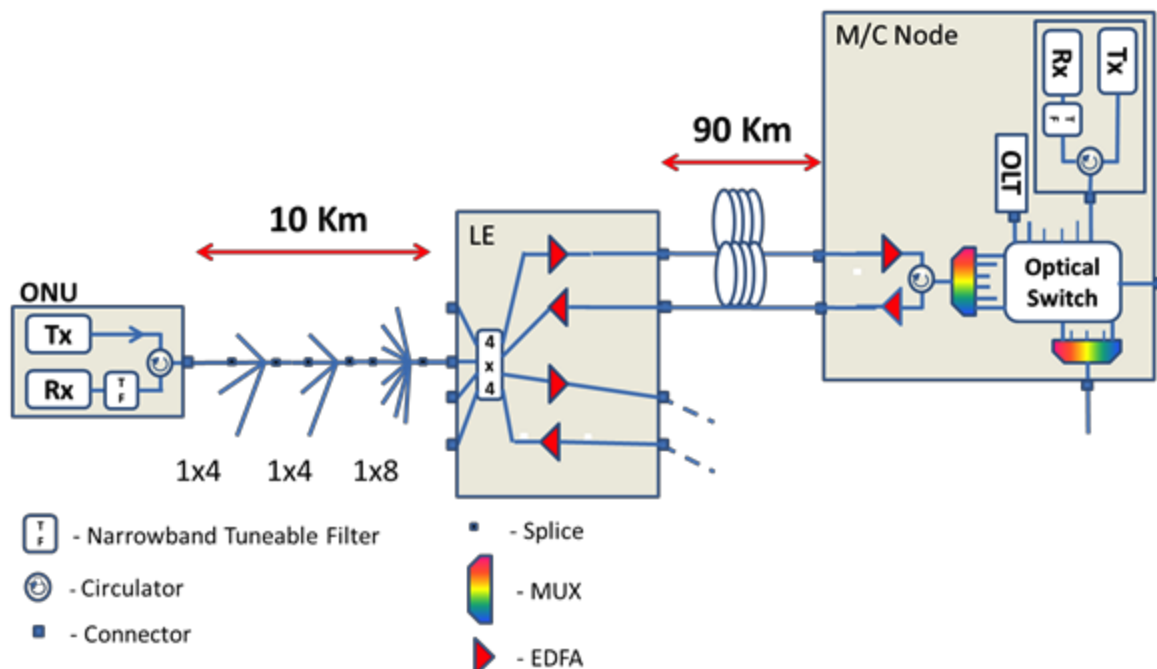 M/C Node
Rx
Tx
T F
OLT
90 Km
10 Km
LE
Optical
Switch
ONU
Tx
Rx
T F
4
x
4
1x4
1x4
1x8
T F
- Narrowband Tuneable Filter
- Circulator
- Connector
- Splice
- MUX
- EDFA